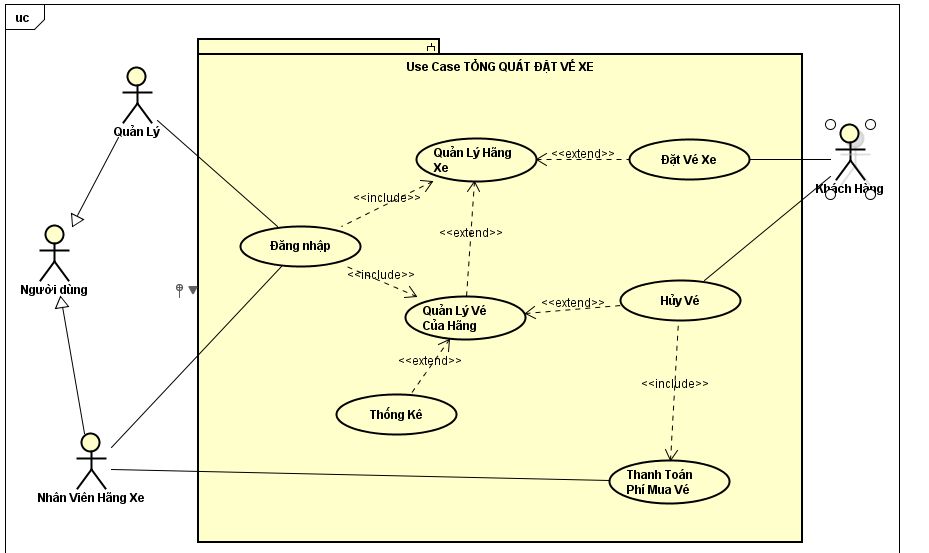 uc
Use Case TỔNG QUÁT ĐẶT VÉ XE
Quản Lý
Quản Lý Hãng
Xe
<<extend>>
Đặt Vé Xe
Khách Hàng
<<include>>
<<extend>>
Đăng nhập
<<include>>
Người dùng
Quản Lý Vé
Của Hãng
<<extend>>
Hủy Vé
<<extend>>
<<include>>
Thống Kê
Thanh Toán
Phí Mua Vé
Nhân Viên Hãng Xe